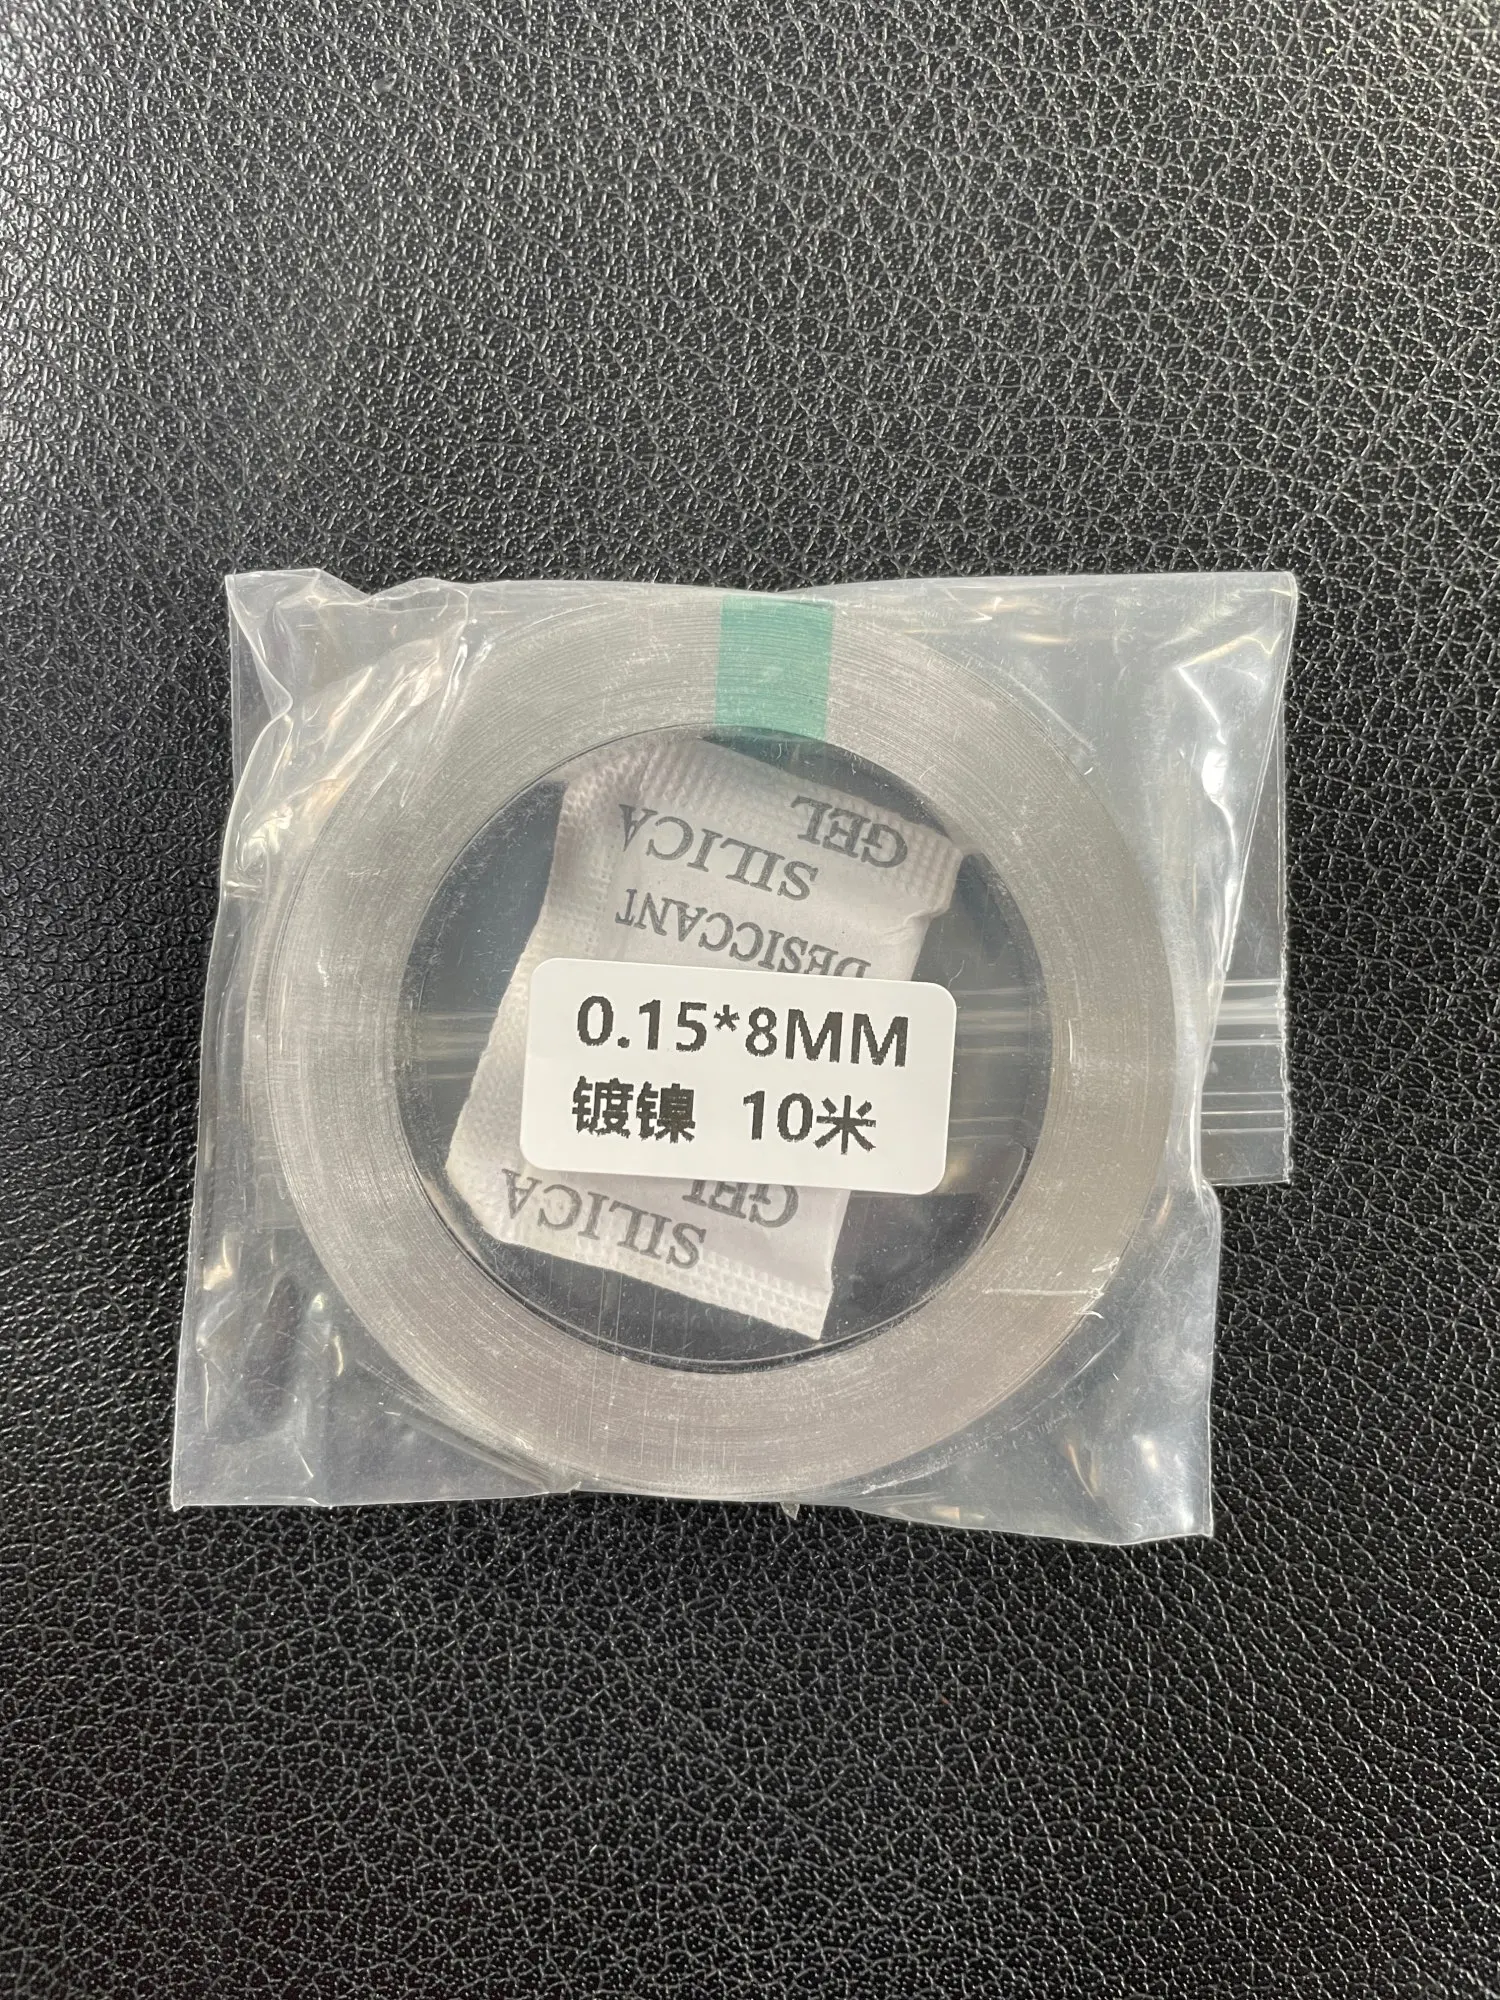 GEL
SILICA
DESICCANT
0.15*8MM
镀镍 10米
GEL
SILICA